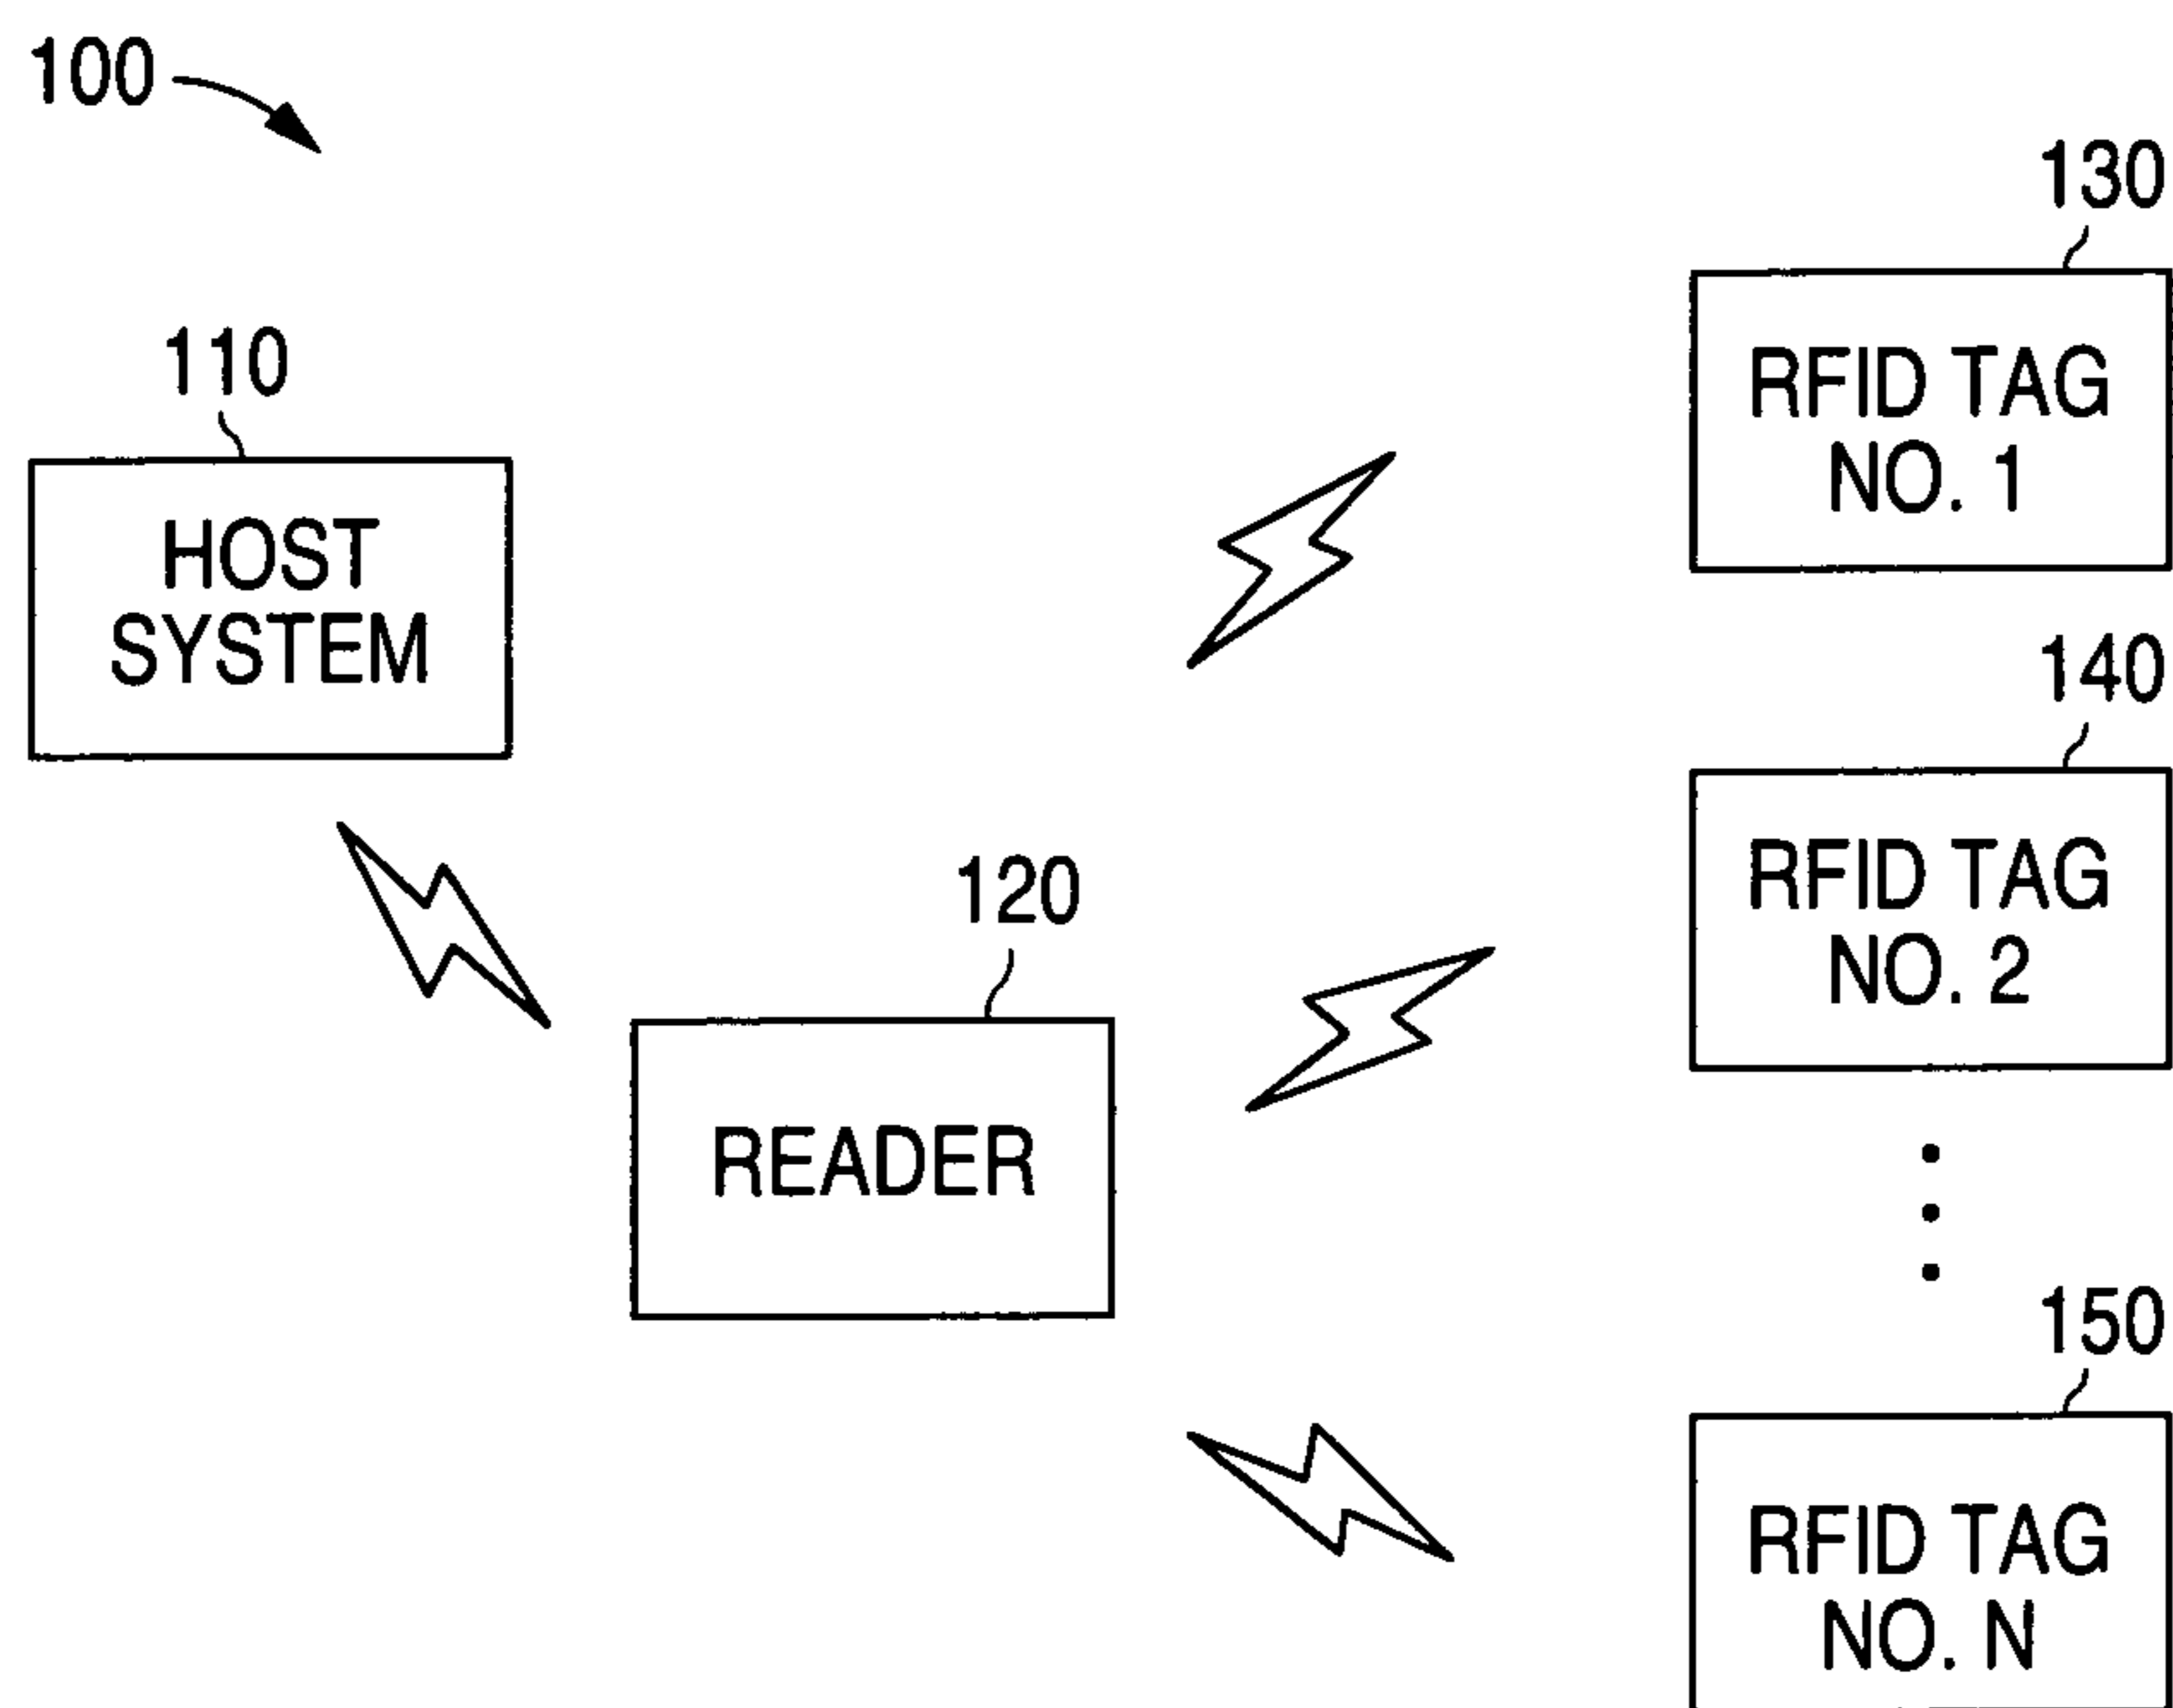 100
110
HOST
SYSTEM
120
READER
130
RFID TAG
NO. 1
140
RFID TAG
NO. 2
150
RFID TAG
NO. N